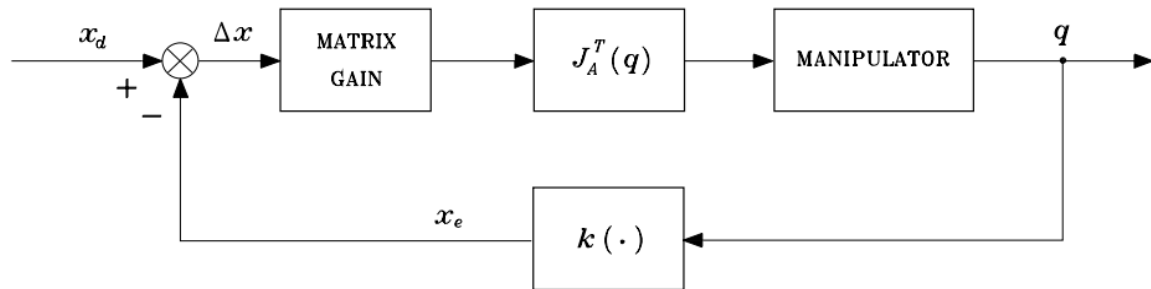 x_d
Δx
MATRIX
GAIN
J_A^T(q)
MANIPULATOR
q
+
−
x_e
k(·)